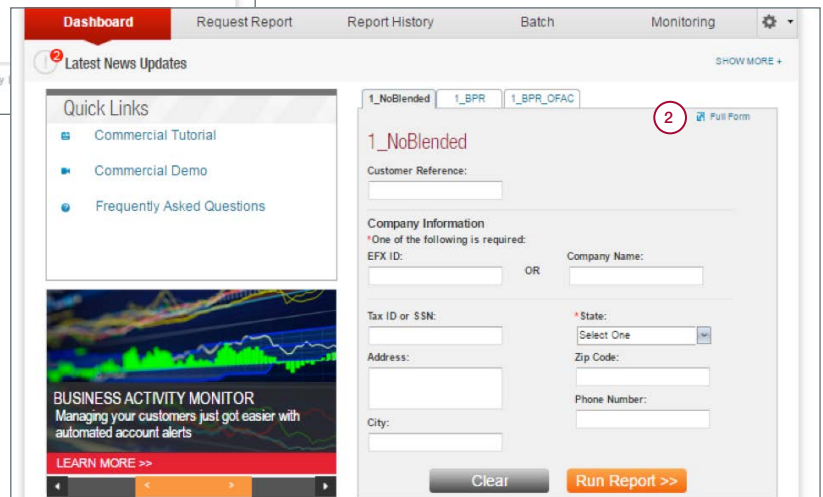 Dashboard
Request Report
Report History
Batch
Monitoring
2
Latest News Updates
SHOW MORE +
Quick Links
Commercial Tutorial
Commercial Demo
Frequently Asked Questions
BUSINESS ACTIVITY MONITOR
Managing your customers just got easier with
automated account alerts
LEARN MORE >>
< >
1_NoBlended
1_BPR
1_BPR_OFAC
2
Full Form
1_NoBlended
Customer Reference:
Company Information
*One of the following is required:
EFX ID:
OR
Company Name:
Tax ID or SSN:
*State:
Select One
Address:
Zip Code:
Phone Number:
City:
Clear
Run Report >>